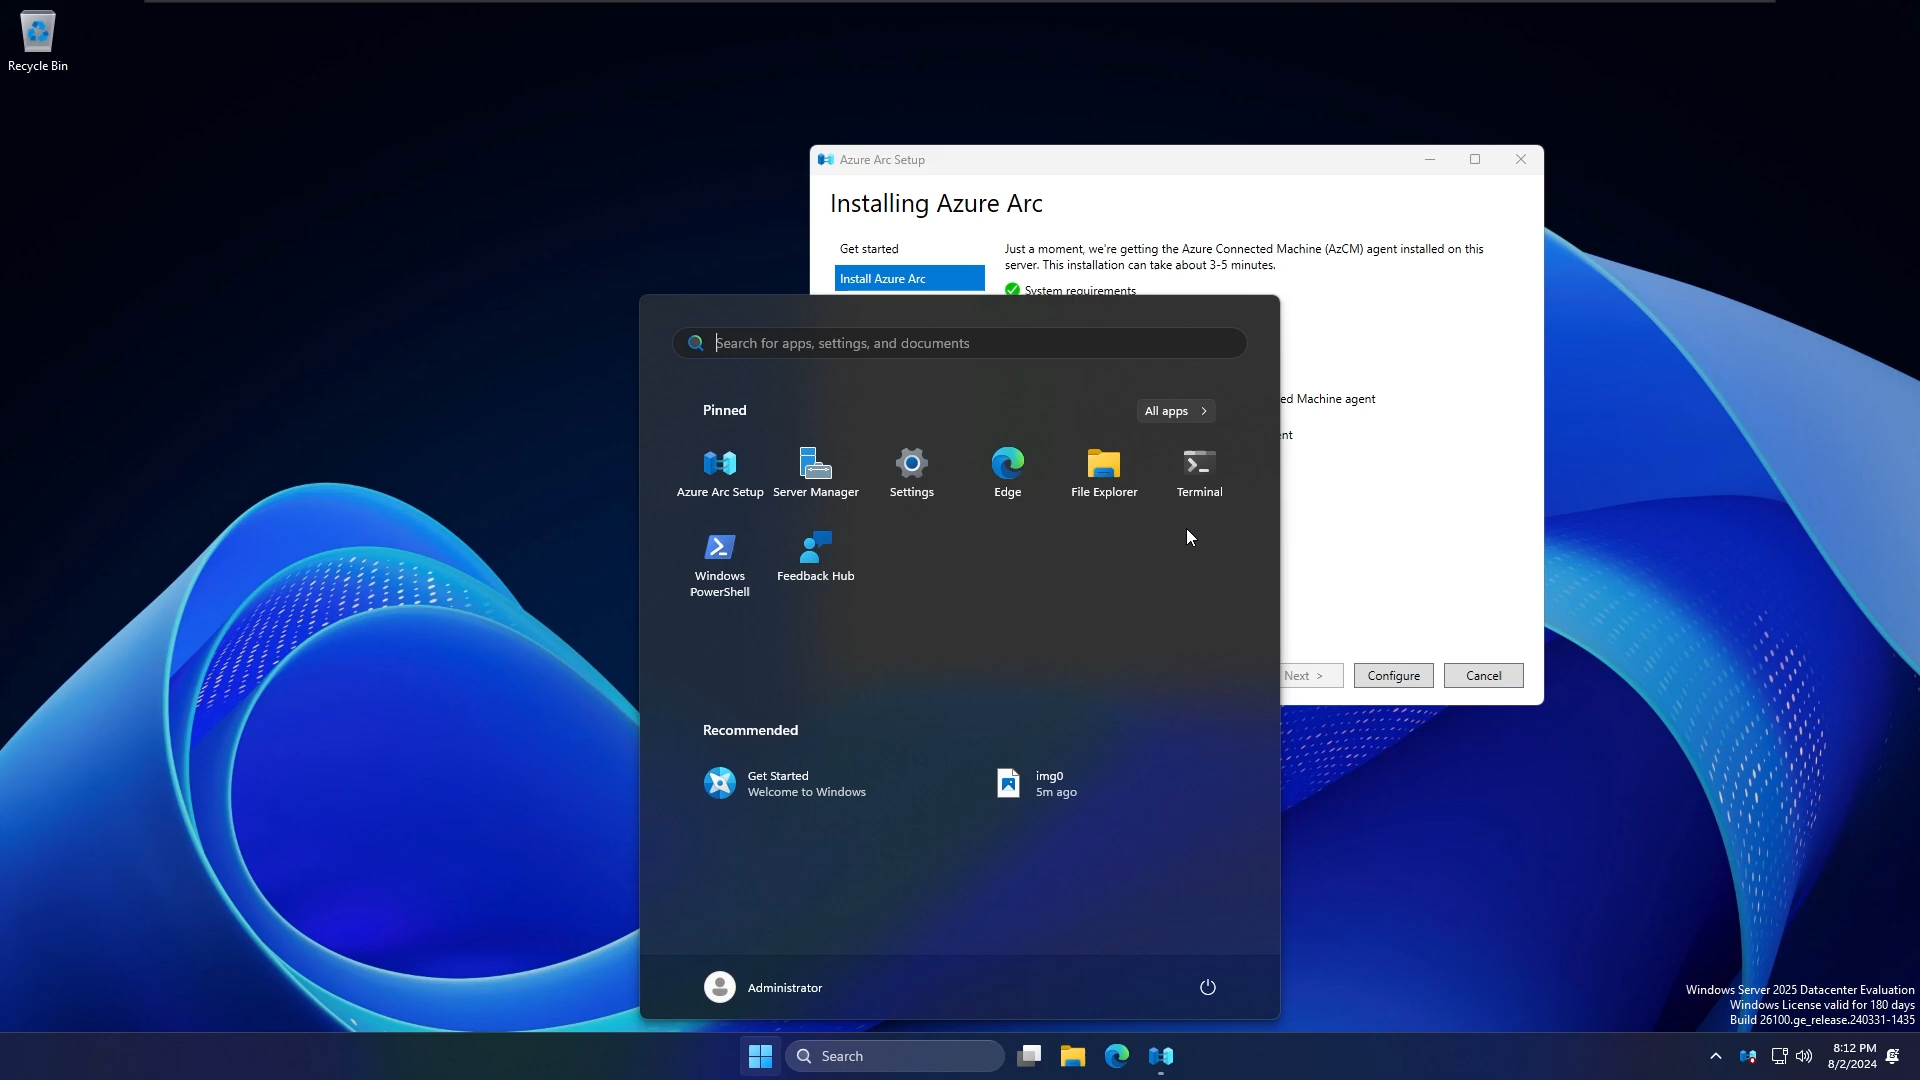 Recycle Bin
Azure Arc Setup
Installing Azure Arc
Get started
Install Azure Arc
Just a moment, we're getting the Azure Connected Machine (AzCM) agent installed on this
server. This installation can take about 3-5 minutes.
System requirements
ed Machine agent
nt
Next >
Configure
Cancel
Search for apps, settings, and documents
Pinned
All apps >
Azure Arc Setup
Server Manager
Settings
Edge
File Explorer
Terminal
Windows
PowerShell
Feedback Hub
Recommended
Get Started
Welcome to Windows
img0
5m ago
Administrator
Windows Server 2025 Datacenter Evaluation
Windows License valid for 180 days
Build 26100.ge_release.240331-1435
Search
8:12 PM
8/2/2024